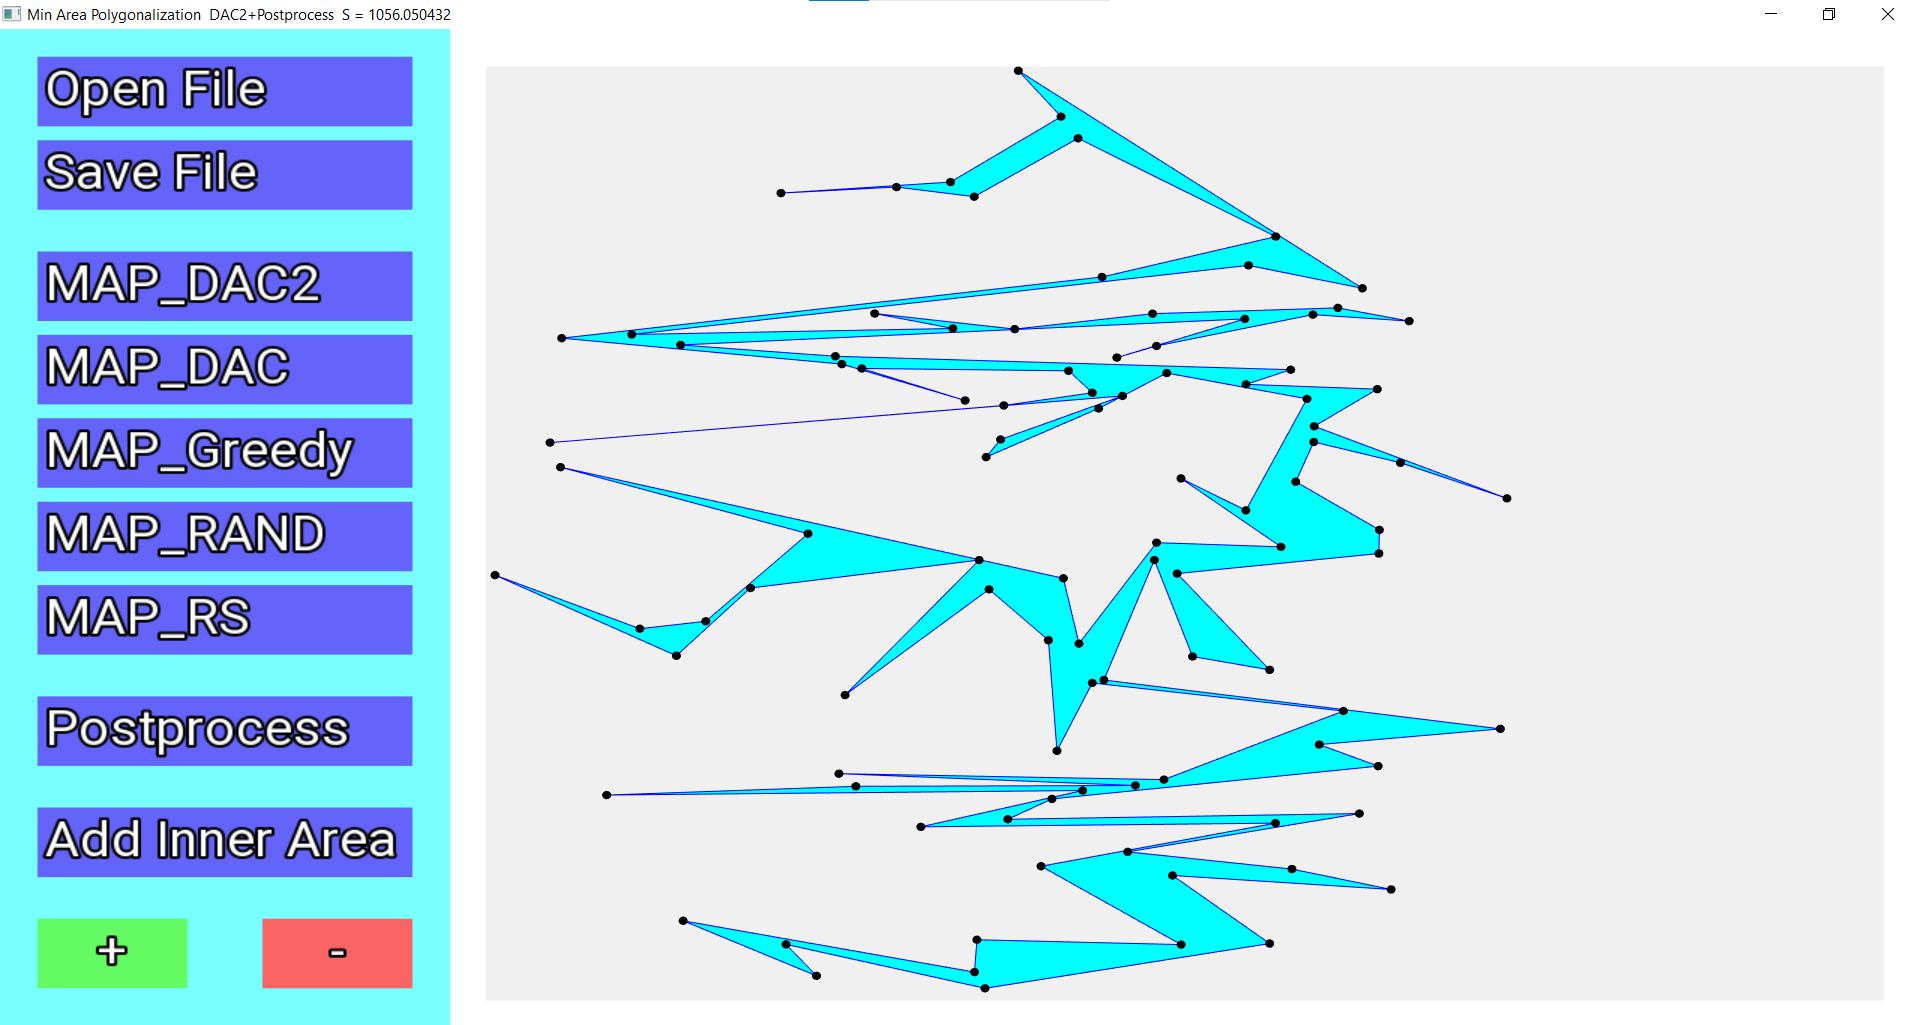 Min Area Polygonalization  DAC2+Postprocess  S = 1056.050432
Open File
Save File
MAP_DAC2
MAP_DAC
MAP_Greedy
MAP_RAND
MAP_RS
Postprocess
Add Inner Area
+ -